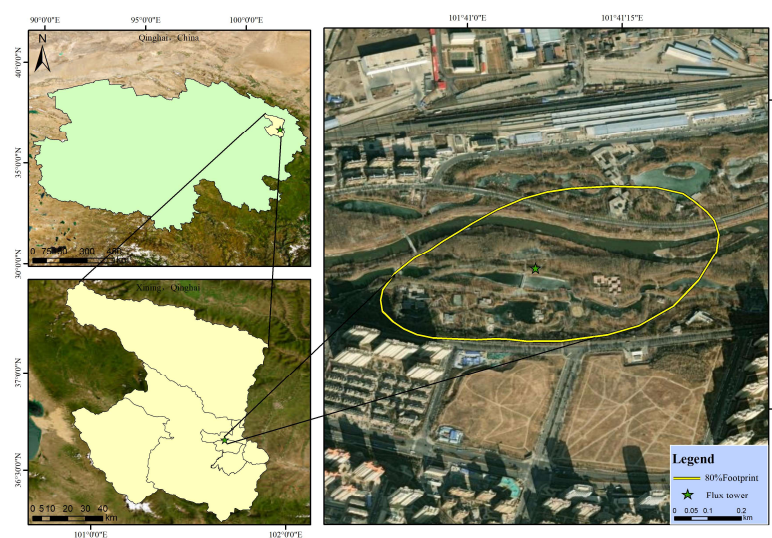 90°0'0"E 95°0'0"E 100°0'0"E
Qinghai China
N
40°0'0"N
35°0'0"N
30°0'0"N
km
Xining Qinghai
37°0'0"N
36°30'0"N
0 5 10 20 30 40
km
101°0'0"E 102°0'0"E
101°41'0"E 101°41'15"E
Legend
80%Footprint
Flux tower
0 0.05 0.1 0.2
km